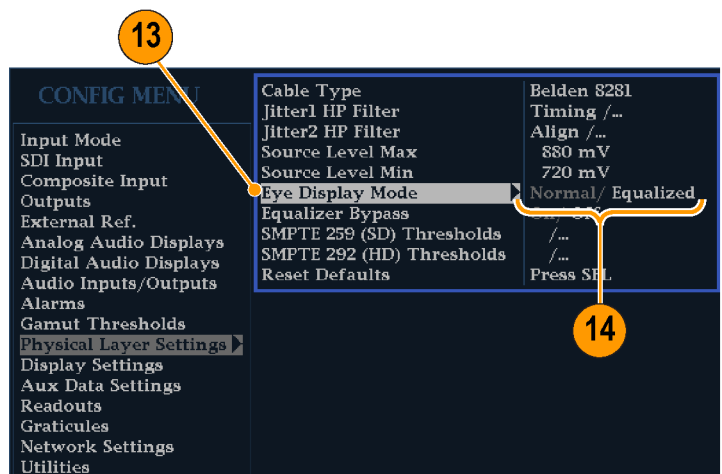 13
CONFIG MENU
Input Mode
SDI Input
Composite Input
Outputs
External Ref.
Analog Audio Displays
Digital Audio Displays
Audio Inputs/Outputs
Alarms
Gamut Thresholds
Physical Layer Settings
Display Settings
Aux Data Settings
Readouts
Graticules
Network Settings
Utilities
Cable Type Belden 8281
Jitter1 HP Filter Timing /...
Jitter2 HP Filter Align /...
Source Level Max 880 mV
Source Level Min 720 mV
Eye Display Mode Normal/ Equalized
Equalizer Bypass On/ Off
SMPTE 259 (SD) Thresholds /...
SMPTE 292 (HD) Thresholds /...
Reset Defaults Press SEL
14